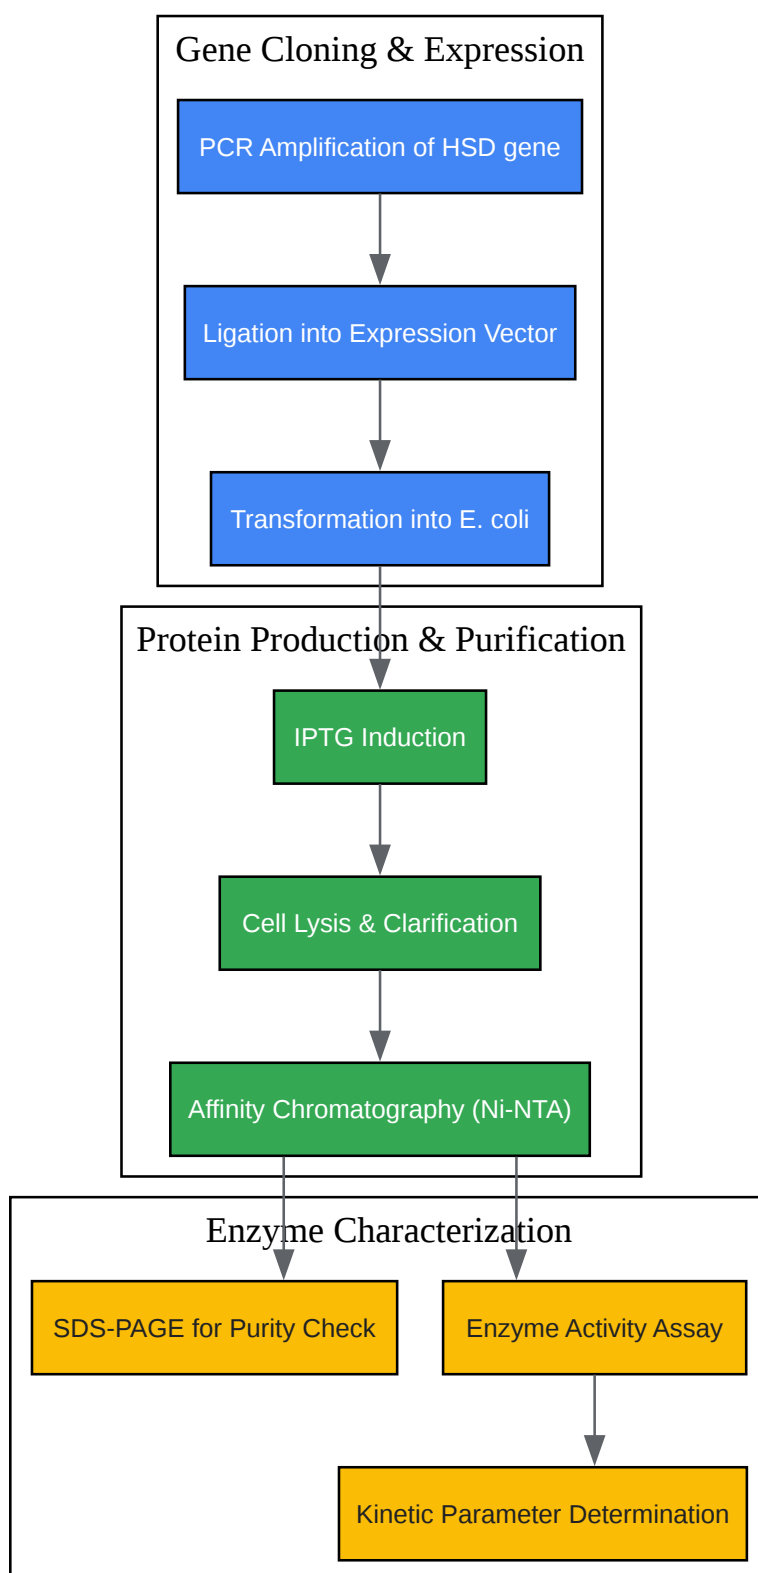 Gene Cloning & Expression
PCR Amplification of HSD gene
Ligation into Expression Vector
Transformation into E. coli
Protein Production & Purification
IPTG Induction
Cell Lysis & Clarification
Affinity Chromatography (Ni-NTA)
Enzyme Characterization
SDS-PAGE for Purity Check
Enzyme Activity Assay
Kinetic Parameter Determination